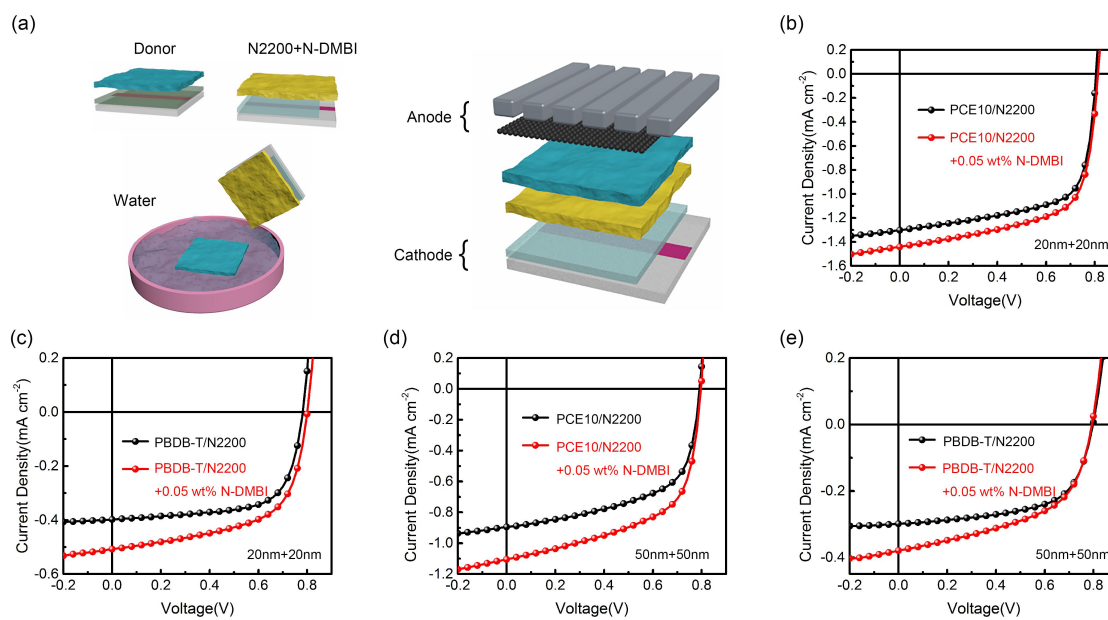 (a)
Donor
N2200+N-DMBI
Water
Anode
Cathode
(b)
0.2
0.0
-0.2
-0.4
-0.6
-0.8
-1.0
-1.2
-1.4
-1.6
Current Density(mA cm⁻²)
PCE10/N2200
PCE10/N2200
+0.05 wt% N-DMBI
20nm+20nm
-0.2 0.0 0.2 0.4 0.6 0.8
Voltage(V)
(c)
0.2
0.0
-0.2
-0.4
-0.6
Current Density(mA cm⁻²)
PBDB-T/N2200
PBDB-T/N2200
+0.05 wt% N-DMBI
20nm+20nm
-0.2 0.0 0.2 0.4 0.6 0.8
Voltage(V)
(d)
0.2
0.0
-0.2
-0.4
-0.6
-0.8
-1.0
-1.2
Current Density(mA cm⁻²)
PCE10/N2200
PCE10/N2200
+0.05 wt% N-DMBI
50nm+50nm
-0.2 0.0 0.2 0.4 0.6 0.8
Voltage(V)
(e)
0.2
0.0
-0.2
-0.4
Current Density(mA cm⁻²)
PBDB-T/N2200
PBDB-T/N2200
+0.05 wt% N-DMBI
50nm+50nm
-0.2 0.0 0.2 0.4 0.6 0.8
Voltage(V)